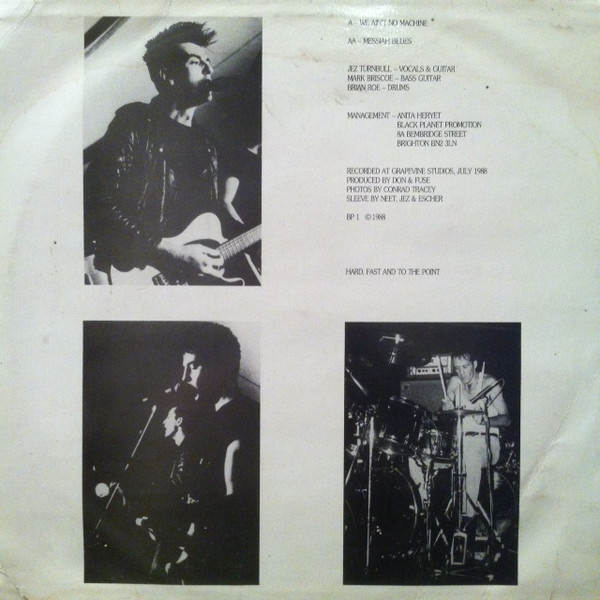 A – WE AIN'T NO MACHINE *
AA – MESSIAH BLUES
JEZ TURNBULL – VOCALS & GUITAR
MARK BRISCOE – BASS GUITAR
BRIAN ROE – DRUMS
MANAGEMENT – ANITA HERYET
BLACK PLANET PROMOTION
8A BEMBRIDGE STREET
BRIGHTON BN2 3LN
RECORDED AT GRAPEVINE STUDIOS, JULY 1988
PRODUCED BY DON & FUSE
PHOTOS BY CONRAD TRACEY
SLEEVE BY NEET, JEZ & ESCHER
BP 1 © 1988
HARD, FAST AND TO THE POINT